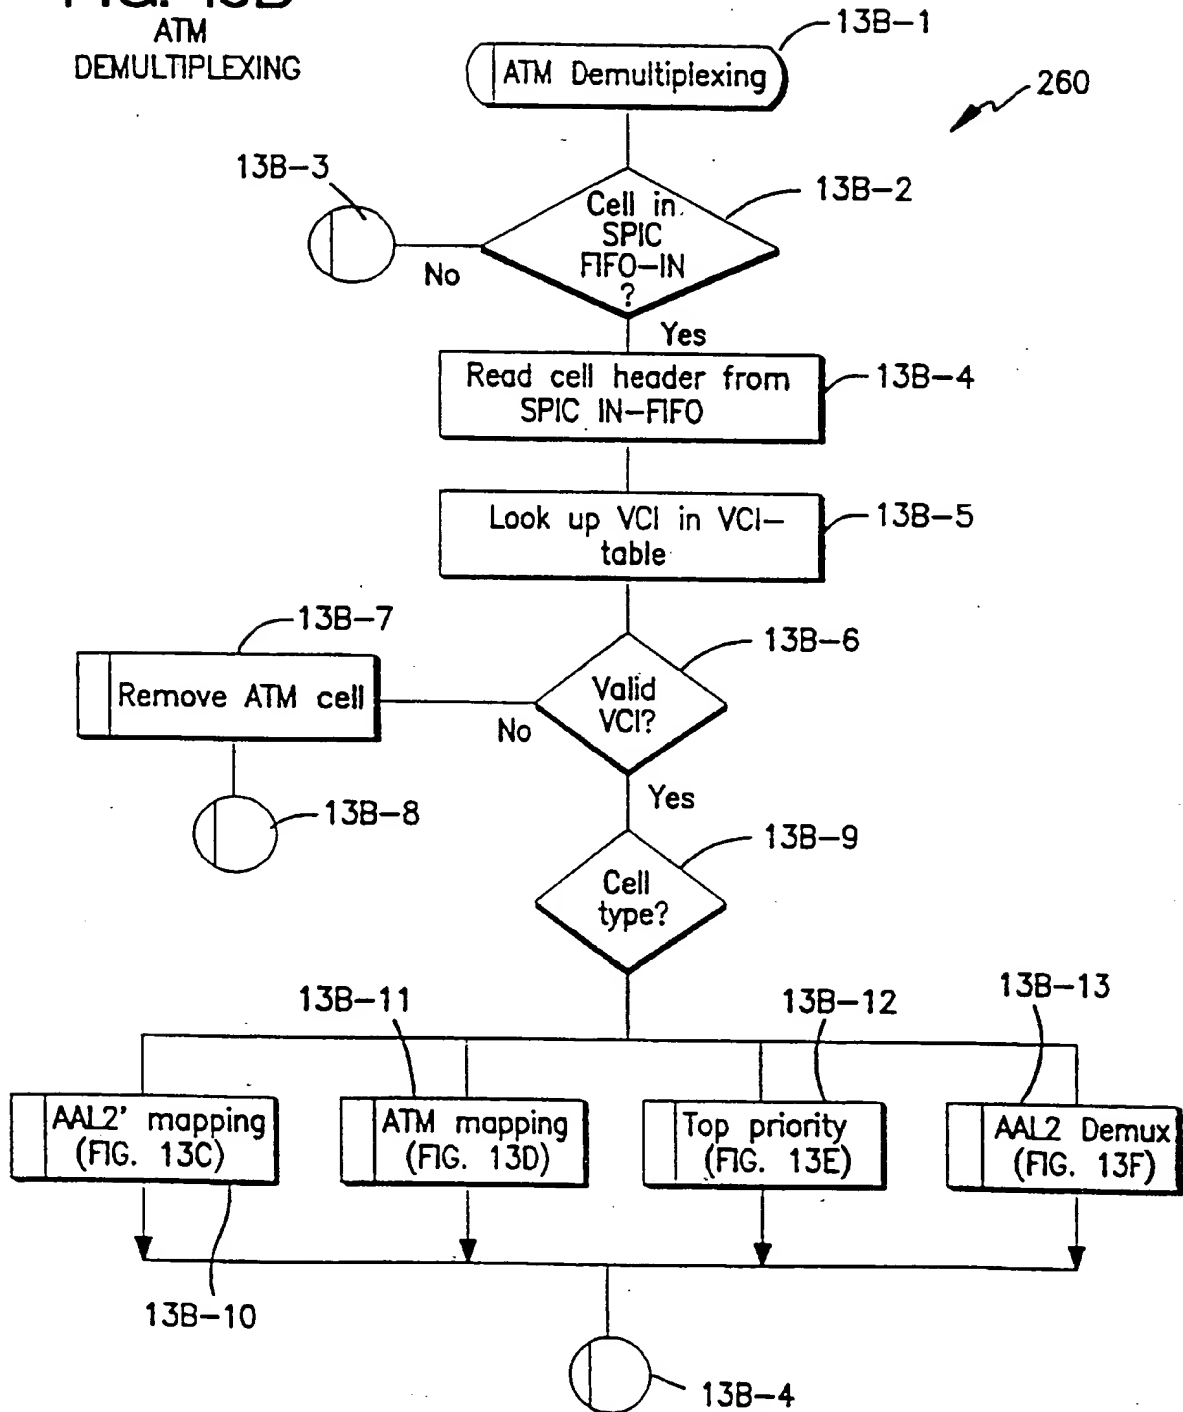 ATM
DEMULTIPLEXING
13B-1
ATM Demultiplexing
260
13B-3
13B-2
Cell in
SPIC
FIFO-IN
?
No
Yes
Read cell header from
SPIC IN-FIFO
13B-4
Look up VCI in VCI-
table
13B-5
13B-7
13B-6
Remove ATM cell
Valid
VCI?
No
Yes
13B-8
13B-9
Cell
type?
13B-11
13B-12
13B-13
AAL2' mapping
(FIG. 13C)
ATM mapping
(FIG. 13D)
Top priority
(FIG. 13E)
AAL2 Demux
(FIG. 13F)
13B-10
13B-4